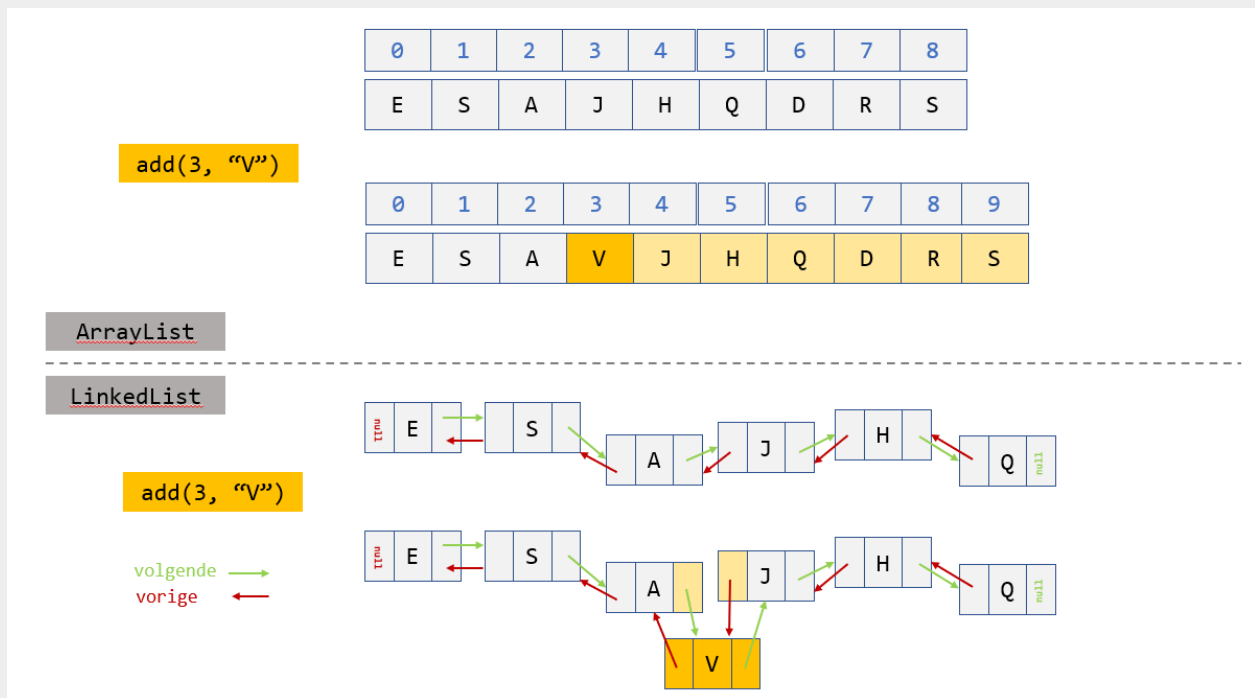 0 1 2 3 4 5 6 7 8
E S A J H Q D R S
add(3, “V”)
0 1 2 3 4 5 6 7 8 9
E S A V J H Q D R S
ArrayList
LinkedList
null E S A J H Q null
add(3, “V”)
null E S A J H Q null
volgende
vorige
V